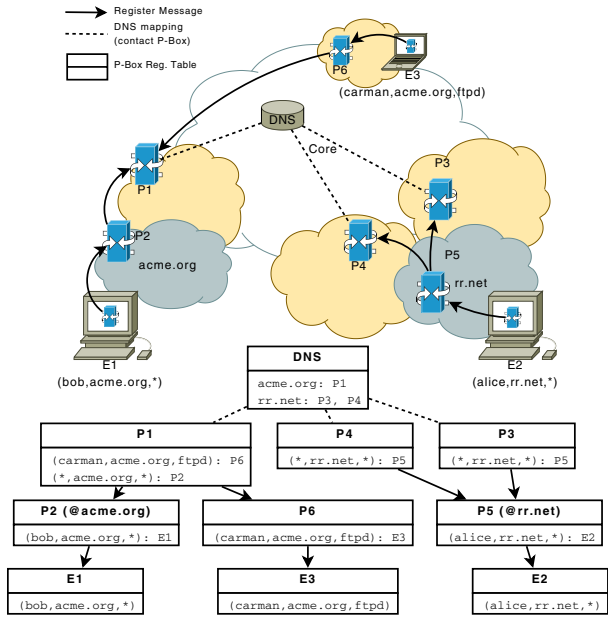 Register Message
DNS mapping
(contact P-Box)
P-Box Reg. Table
P6
E3
(carman,acme.org,ftpd)
DNS
Core
P1
P3
P2
P4
P5
acme.org
rr.net
E1
(bob,acme.org,*)
E2
(alice,rr.net,*)
DNS
acme.org: P1
rr.net: P3, P4
P1
(carman,acme.org,ftpd): P6
(*,acme.org,*): P2
P4
(*,rr.net,*): P5
P3
(*,rr.net,*): P5
P2 (@acme.org)
(bob,acme.org,*): E1
P6
(carman,acme.org,ftpd): E3
P5 (@rr.net)
(alice,rr.net,*): E2
E1
(bob,acme.org,*)
E3
(carman,acme.org,ftpd)
E2
(alice,rr.net,*)